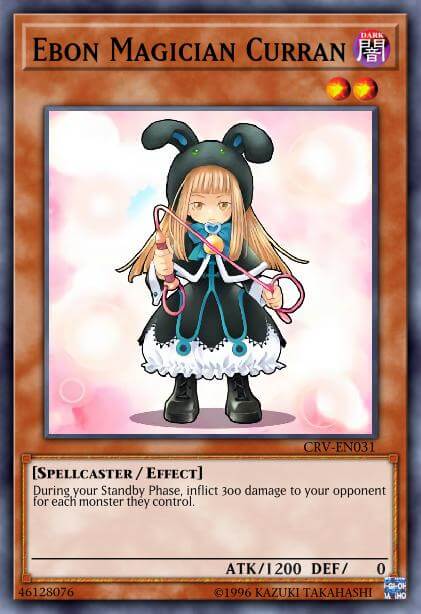 Ebon Magician Curran
DARK
闇
CRV-EN031
[Spellcaster / Effect]
During your Standby Phase, inflict 300 damage to your opponent
for each monster they control.
ATK/1200 DEF/ 0
46128076 ©1996 KAZUKI TAKAHASHI